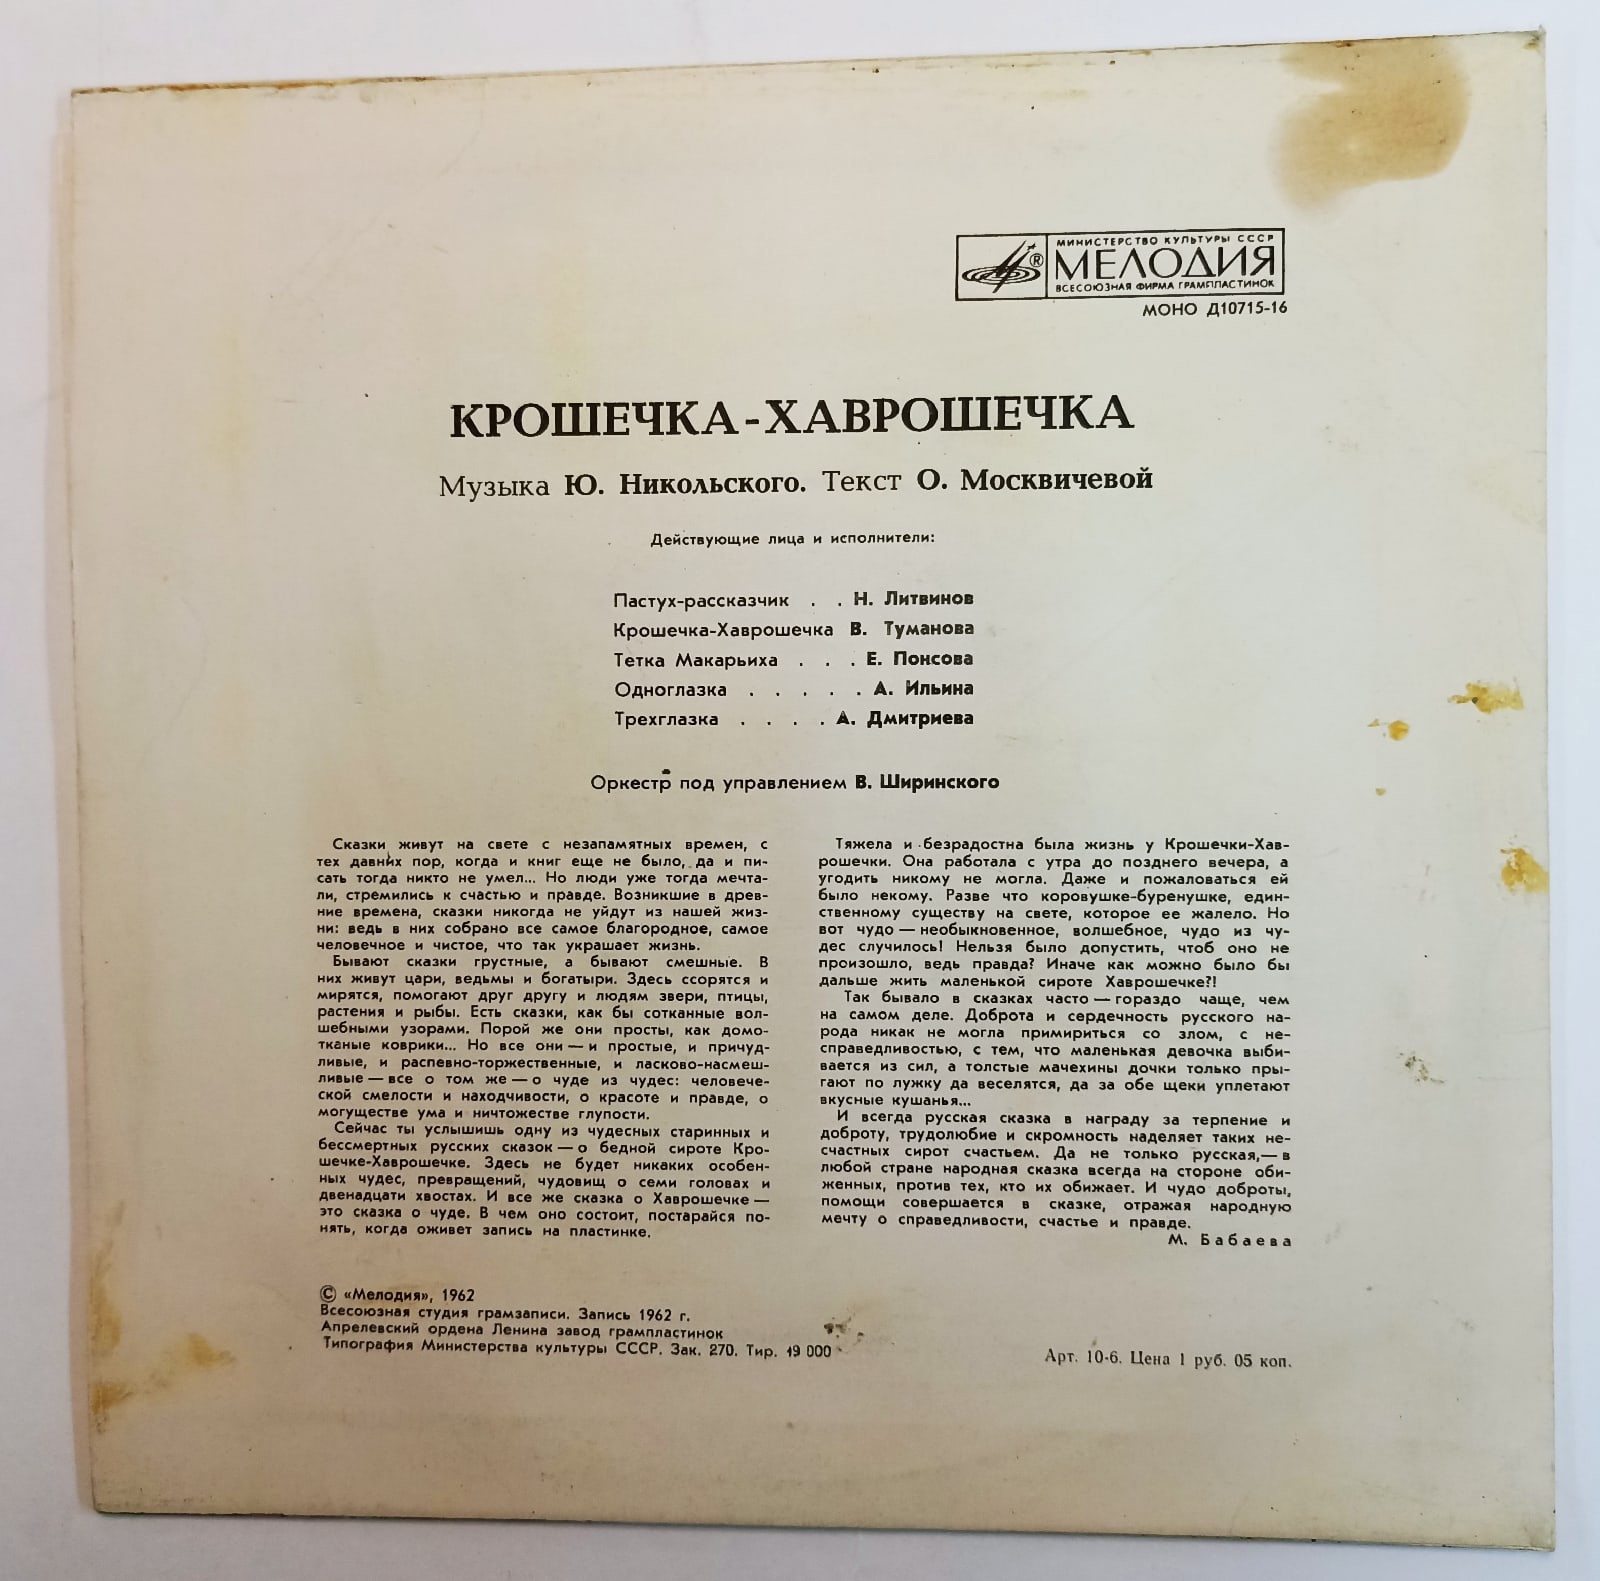 МИНИСТЕРСТВО КУЛЬТУРЫ СССР
МЕЛОДИЯ
ВСЕСОЮЗНАЯ ФИРМА ГРАМПЛАСТИНОК
МОНО Д10715-16
КРОШЕЧКА-ХАВРОШЕЧКА
Музыка Ю. Никольского. Текст О. Москвичевой
Действующие лица и исполнители:
Пастух-рассказчик . . Н. Литвинов
Крошечка-Хаврошечка В. Туманова
Тетка Макарьиха . . . Е. Понсова
Одноглазка . . . . . А. Ильина
Трехглазка . . . . А. Дмитриева
Оркестр под управлением В. Ширинского
Сказки живут на свете с незапамятных времен, с
тех давних пор, когда и книг еще не было, да и пи-
сать тогда никто не умел... Но люди уже тогда мечта-
ли, стремились к счастью и правде. Возникшие в древ-
ние времена, сказки никогда не уйдут из нашей жиз-
ни: ведь в них собрано все самое благородное, самое
человечное и чистое, что так украшает жизнь.
Бывают сказки грустные, а бывают смешные. В
них живут цари, ведьмы и богатыри. Здесь ссорятся и
мирятся, помогают друг другу и людям звери, птицы,
растения и рыбы. Есть сказки, как бы сотканные вол-
шебными узорами. Порой же они просты, как домо-
тканые коврики... Но все они — и простые, и причуд-
ливые, и распевно-торжественные, и ласково-насмеш-
ливые — все о том же — о чуде из чудес: человече-
ской смелости и находчивости, о красоте и правде, о
могуществе ума и ничтожестве глупости.
Сейчас ты услышишь одну из чудесных старинных и
бессмертных русских сказок — о бедной сироте Кро-
шечке-Хаврошечке. Здесь не будет никаких особен-
ных чудес, превращений, чудовищ о семи головах и
двенадцати хвостах. И все же сказка о Хаврошечке —
это сказка о чуде. В чем оно состоит, постарайся по-
нять, когда оживет запись на пластинке.
Тяжела и безрадостна была жизнь у Крошечки-Хав-
рошечки. Она работала с утра до позднего вечера, а
угодить никому не могла. Даже и пожаловаться ей
было некому. Разве что коровушке-буренушке, един-
ственному существу на свете, которое ее жалело. Но
вот чудо — необыкновенное, волшебное, чудо из чу-
дес случилось! Нельзя было допустить, чтоб оно не
произошло, ведь правда? Иначе как можно было бы
дальше жить маленькой сироте Хаврошечке?!
Так бывало в сказках часто — гораздо чаще, чем
на самом деле. Доброта и сердечность русского на-
рода никак не могла примириться со злом, с не-
справедливостью, с тем, что маленькая девочка выби-
вается из сил, а толстые мачехины дочки только пры-
гают по лужку да веселятся, да за обе щеки уплетают
вкусные кушанья...
И всегда русская сказка в награду за терпение и
доброту, трудолюбие и скромность наделяет таких не-
счастных сирот счастьем. Да не только русская,— в
любой стране народная сказка всегда на стороне оби-
женных, против тех, кто их обижает. И чудо доброты,
помощи совершается в сказке, отражая народную
мечту о справедливости, счастье и правде.
М. Бабаева
© «Мелодия», 1962
Всесоюзная студия грамзаписи. Запись 1962 г.
Апрелевский ордена Ленина завод грампластинок
Типография Министерства культуры СССР. Зак. 270. Тир. 19 000
Арт. 10-6. Цена 1 руб. 05 коп.